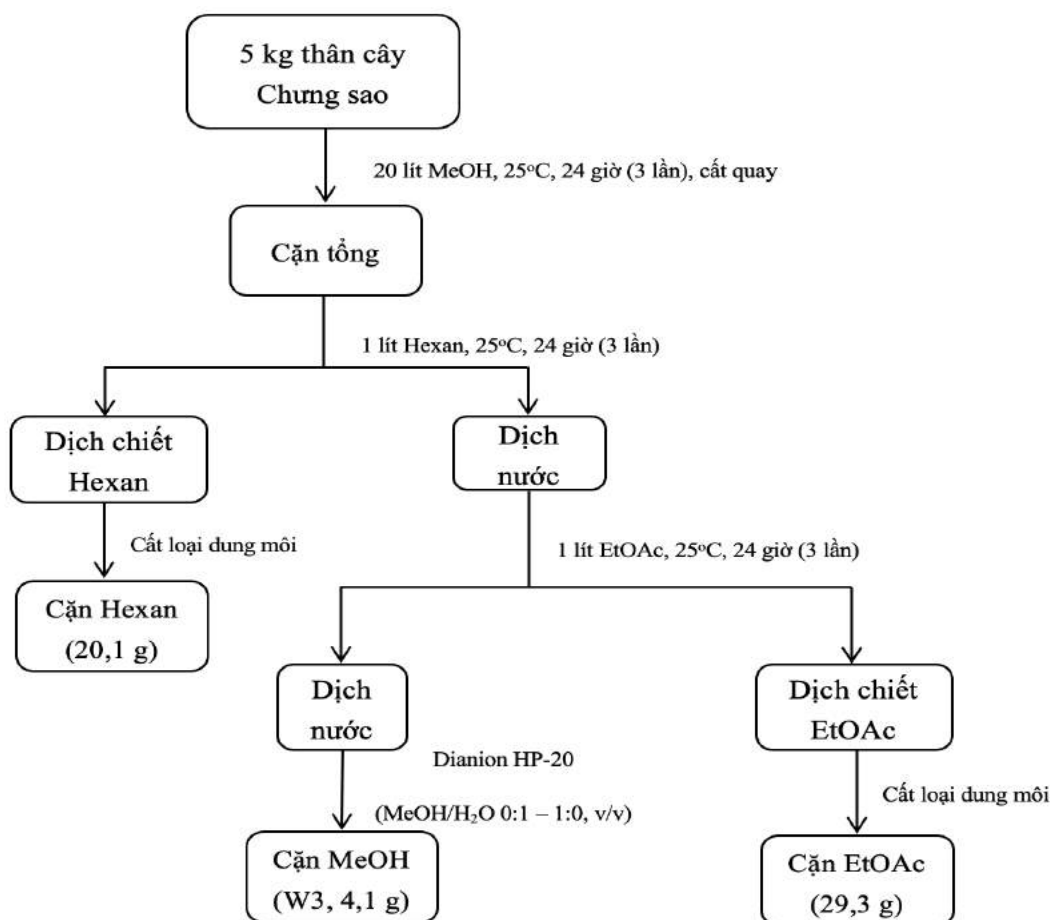 5 kg thân cây
Chưng sao
20 lít MeOH, 25°C, 24 giờ (3 lần), cất quay
Cặn tổng
1 lít Hexan, 25°C, 24 giờ (3 lần)
Dịch chiết
Hexan
Dịch
nước
Cất loại dung môi
1 lít EtOAc, 25°C, 24 giờ (3 lần)
Cặn Hexan
(20,1 g)
Dịch
nước
Dịch chiết
EtOAc
Dianion HP-20
(MeOH/H₂O 0:1 – 1:0, v/v)
Cất loại dung môi
Cặn MeOH
(W3, 4,1 g)
Cặn EtOAc
(29,3 g)